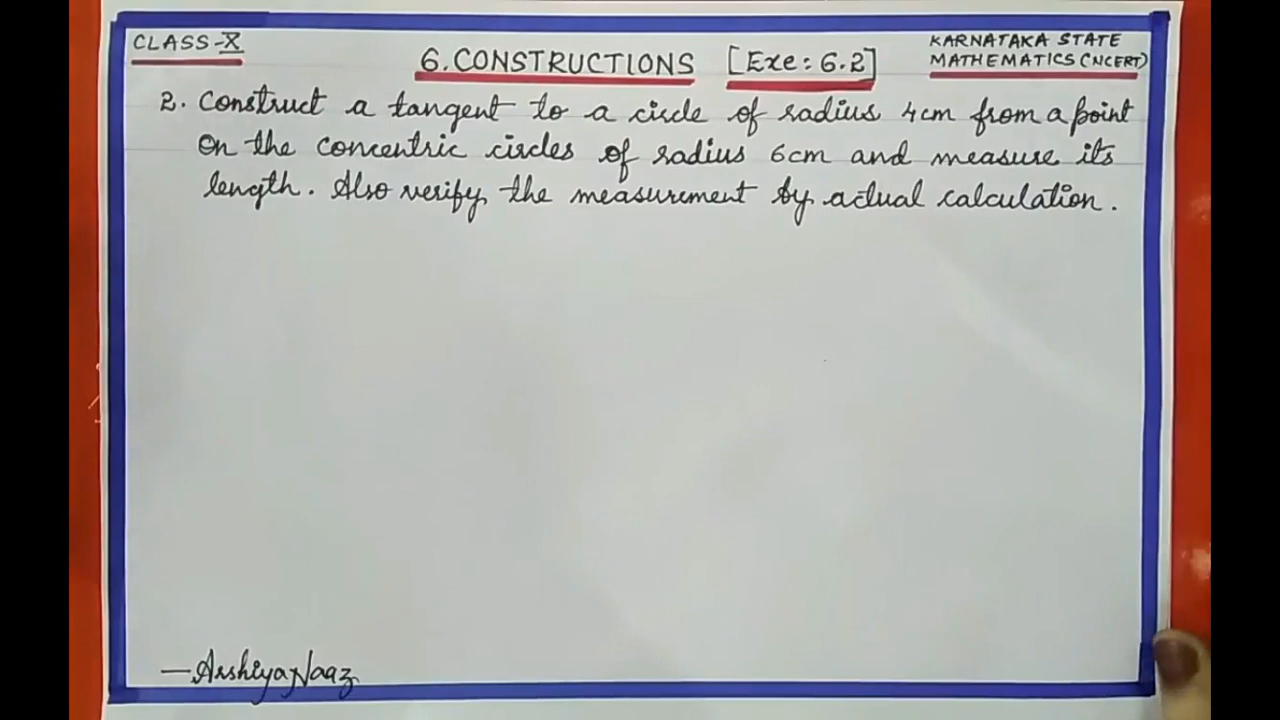 CLASS-X
6.CONSTRUCTIONS [Exe: 6.2]
KARNATAKA STATE
MATHEMATICS (NCERT)
2. Construct a tangent to a circle of radius 4cm from a point
on the concentric circles of radius 6cm and measure its
length. Also verify the measurement by actual calculation.
—Arshiya Naaz